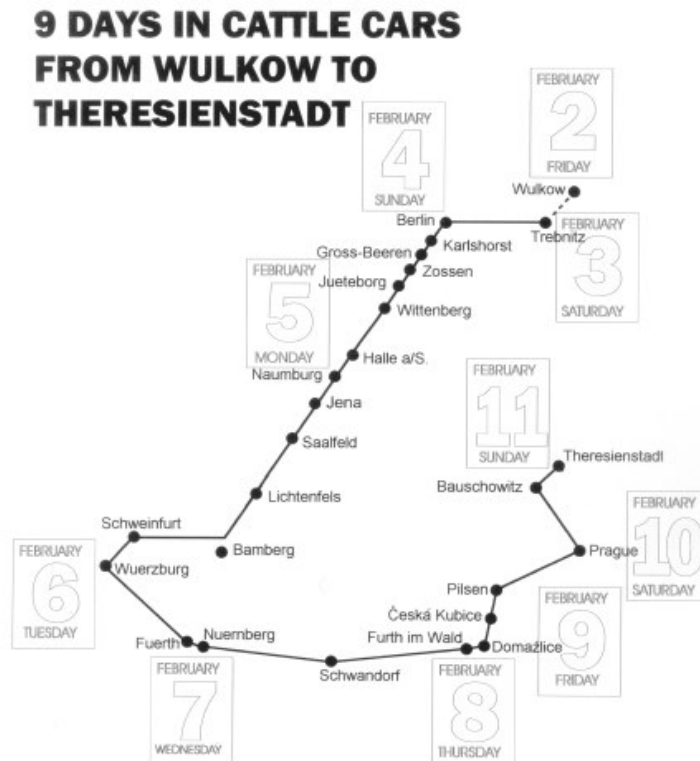 9 DAYS IN CATTLE CARS
FROM WULKOW TO
THERESIENSTADT
FEBRUARY
2
FRIDAY
FEBRUARY
4
SUNDAY
Wulkow
Berlin
Trebnitz
FEBRUARY
3
SATURDAY
Karlshorst
Gross-Beeren
Zossen
Jueteborg
FEBRUARY
5
MONDAY
Wittenberg
Halle a/S.
Naumburg
Jena
FEBRUARY
11
SUNDAY
Saalfeld
Theresienstadt
Bauschowitz
Lichtenfels
FEBRUARY
10
SATURDAY
Schweinfurt
Bamberg
Prague
FEBRUARY
6
TUESDAY
Wuerzburg
Pilsen
FEBRUARY
9
FRIDAY
Česká Kubice
Fuerth
Nuernberg
Furth im Wald
Domažlice
FEBRUARY
7
WEDNESDAY
Schwandorf
FEBRUARY
8
THURSDAY